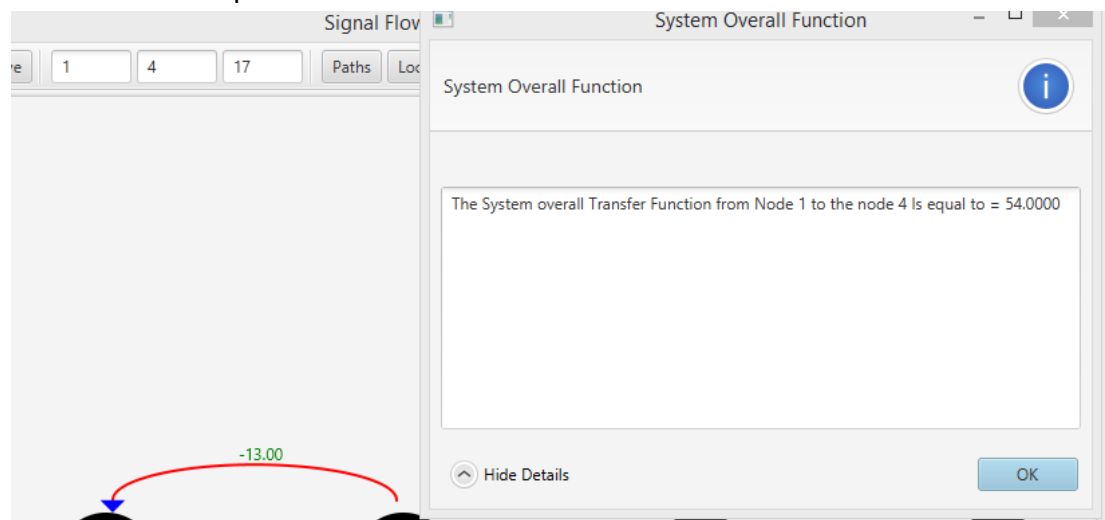 Signal Flow
System Overall Function
1
4
17
Paths
System Overall Function
The System overall Transfer Function from Node 1 to the node 4 Is equal to = 54.0000
-13.00
Hide Details
OK